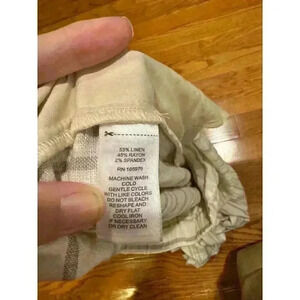 53% LINEN
45% RAYON
2% SPANDEX
RN 105975
MACHINE WASH
COLD
GENTLE CYCLE
WITH LIKE COLORS
DO NOT BLEACH
RESHAPE AND
DRY FLAT
COOL IRON
IF NECESSARY
OR DRY CLEAN